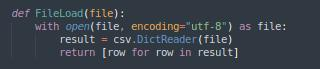 def FileLoad(file):
    with open(file, encoding="utf-8") as file:
        result = csv.DictReader(file)
        return [row for row in result]